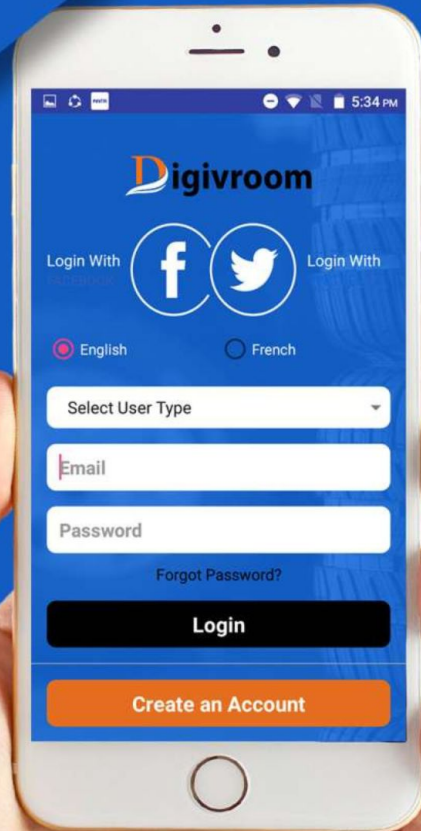 5:34 PM
Digivroom
Login With
Login With
English
French
Select User Type
Email
Password
Forgot Password?
Login
Create an Account